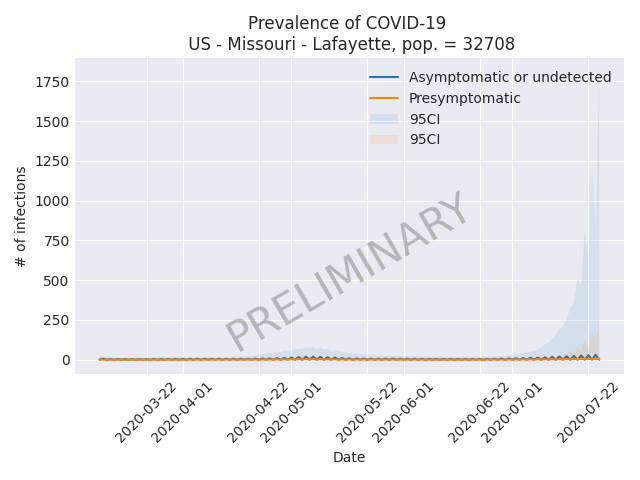 Prevalence of COVID-19
US - Missouri - Lafayette, pop. = 32708
Asymptomatic or undetected
Presymptomatic
95CI
95CI
1750
1500
1250
1000
750
500
250
0
# of infections
PRELIMINARY
2020-03-22
2020-04-01
2020-04-22
2020-05-01
2020-05-22
2020-06-01
2020-06-22
2020-07-01
2020-07-22
Date